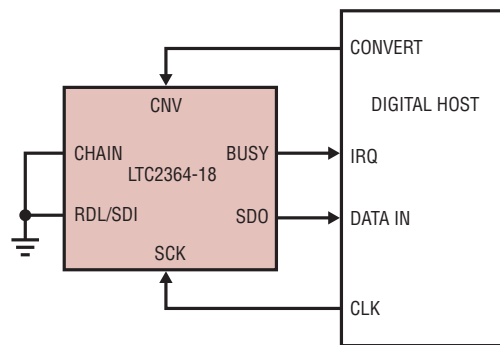 CONVERT
CNV
DIGITAL HOST
CHAIN
BUSY
IRQ
LTC2364-18
RDL/SDI
SDO
DATA IN
SCK
CLK